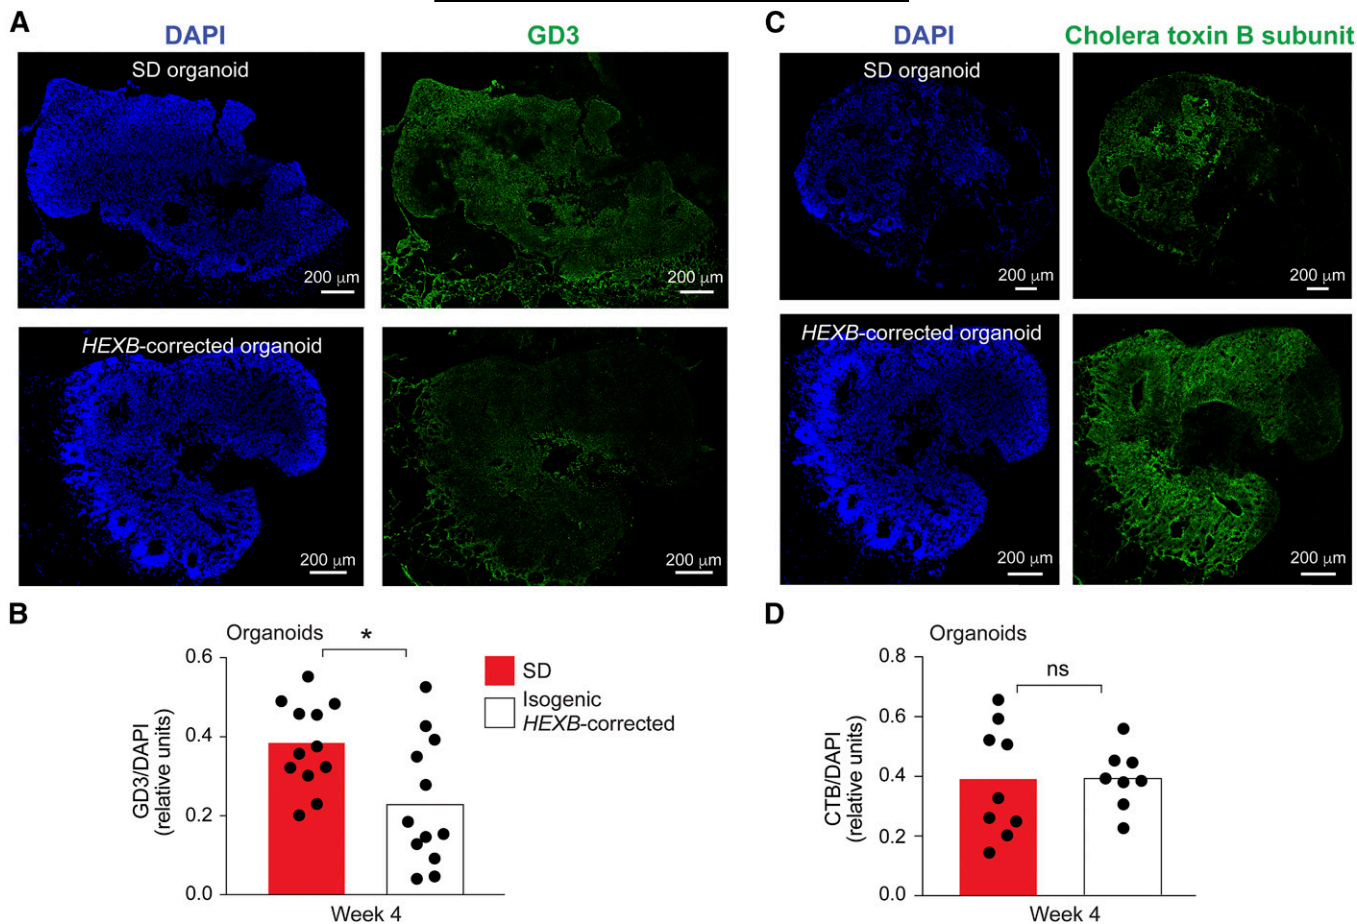 A
DAPI
GD3
SD organoid
200 μm
200 μm
HEXB-corrected organoid
200 μm
200 μm
C
DAPI
Cholera toxin B subunit
SD organoid
200 μm
200 μm
HEXB-corrected organoid
200 μm
200 μm
B
Organoids
*
0.6
0.4
0.2
0.0
GD3/DAPI
(relative units)
Week 4
SD
Isogenic
HEXB-corrected
D
Organoids
ns
0.8
0.6
0.4
0.2
0.0
CTB/DAPI
(relative units)
Week 4